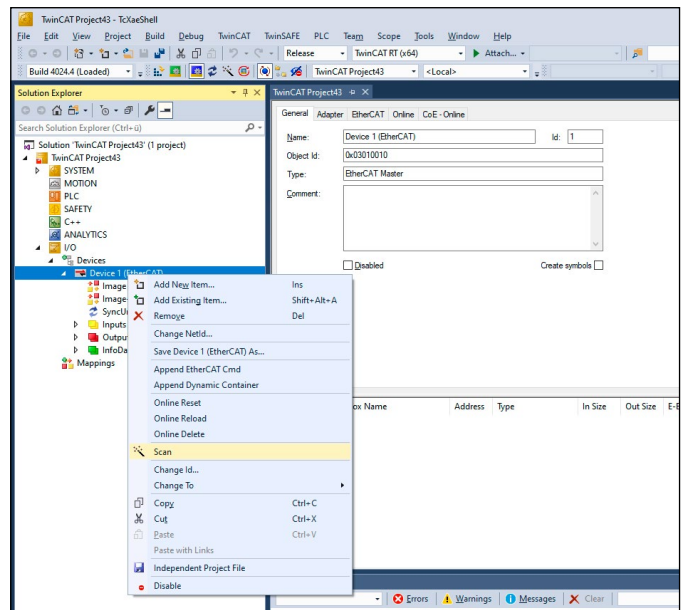 TwinCAT Project43 - TcXaeShell
File Edit View Project Build Debug TwinCAT TwinSAFE PLC Team Scope Tools Window Help
Release TwinCAT RT (x64) Attach...
Build 4024.4 (Loaded) TwinCAT Project43 <Local>
Solution Explorer
Search Solution Explorer (Ctrl+ü)
Solution 'TwinCAT Project43' (1 project)
TwinCAT Project43
SYSTEM
MOTION
PLC
SAFETY
C++
ANALYTICS
I/O
Devices
Device 1 (EtherCAT)
Image
Image
SyncU
Inputs
Outpu
InfoDa
Mappings
Add New Item... Ins
Add Existing Item... Shift+Alt+A
Remove Del
Change NetId...
Save Device 1 (EtherCAT) As...
Append EtherCAT Cmd
Append Dynamic Container
Online Reset
Online Reload
Online Delete
Scan
Change Id...
Change To
Copy Ctrl+C
Cut Ctrl+X
Paste Ctrl+V
Paste with Links
Independent Project File
Disable
TwinCAT Project43
General Adapter EtherCAT Online CoE - Online
Name: Device 1 (EtherCAT) Id: 1
Object Id: 0x03010010
Type: EtherCAT Master
Comment:
Disabled Create symbols
ox Name Address Type In Size Out Size E-B
Errors Warnings Messages Clear